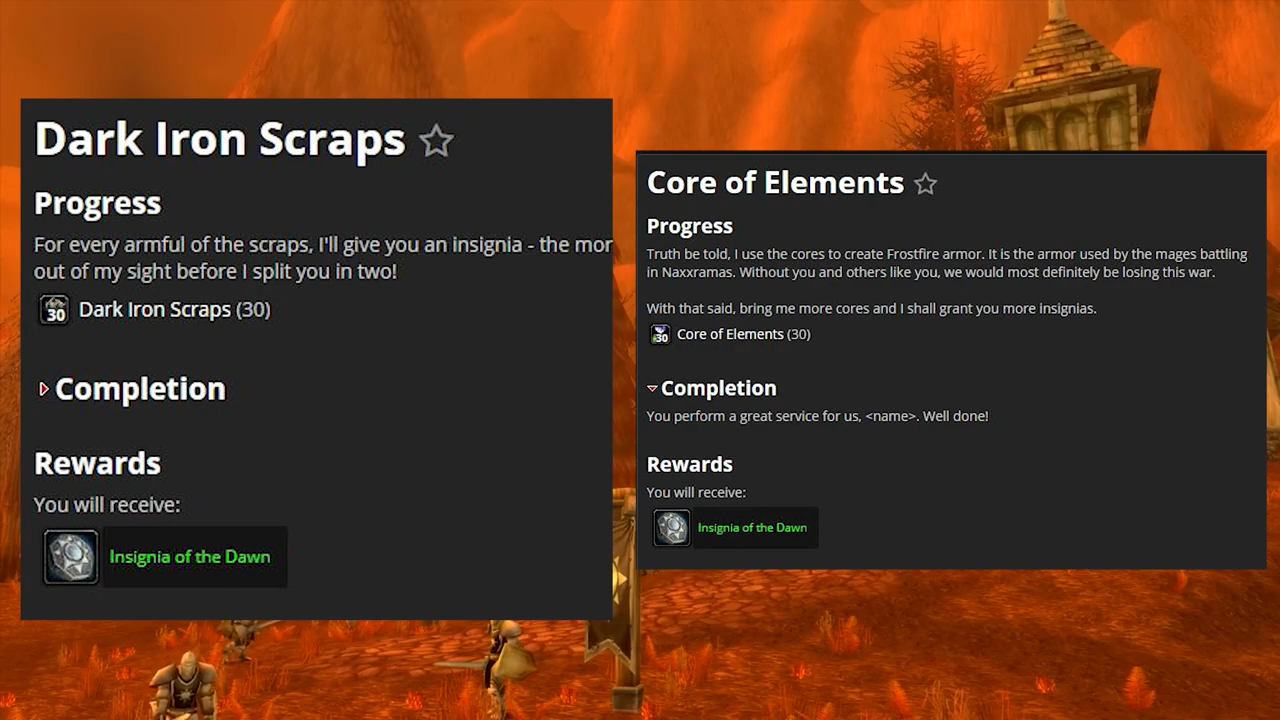 Dark Iron Scraps
Progress
For every armful of the scraps, I'll give you an insignia - the mor
out of my sight before I split you in two!
30
Dark Iron Scraps (30)
Completion
Rewards
You will receive:
Insignia of the Dawn
Core of Elements
Progress
Truth be told, I use the cores to create Frostfire armor. It is the armor used by the mages battling
in Naxxramas. Without you and others like you, we would most definitely be losing this war.
With that said, bring me more cores and I shall grant you more insignias.
30
Core of Elements (30)
Completion
You perform a great service for us, <name>. Well done!
Rewards
You will receive:
Insignia of the Dawn